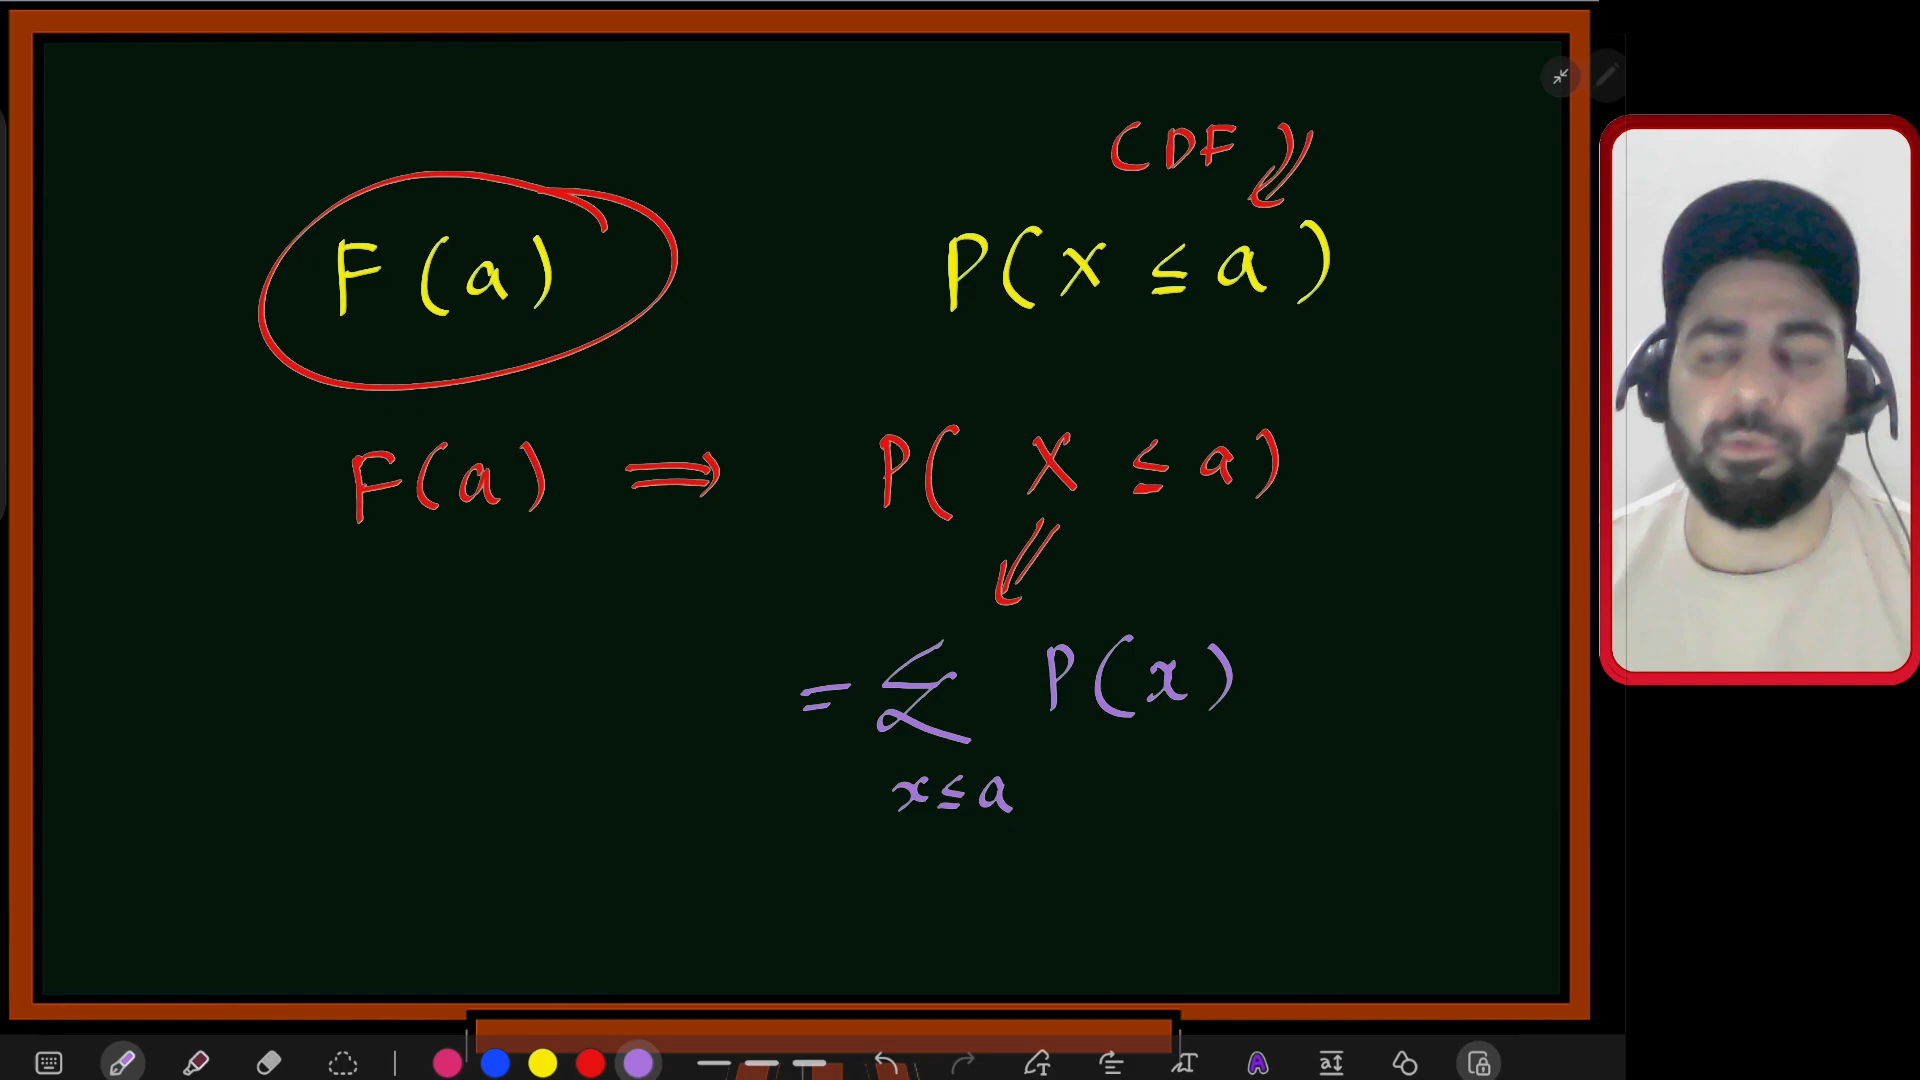 CDF
F(a) P(X ≤ a)
F(a) ⇒ P( X ≤ a)
= ∑ P(x)
x ≤ a